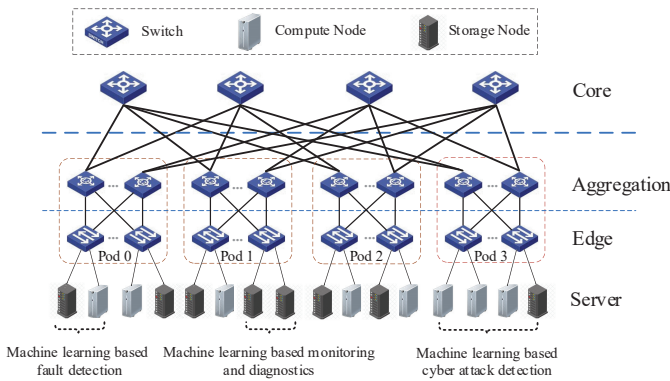 Switch
Compute Node
Storage Node
Core
Aggregation
Edge
Pod 0
Pod 1
Pod 2
Pod 3
Server
Machine learning based
fault detection
Machine learning based monitoring
and diagnostics
Machine learning based
cyber attack detection